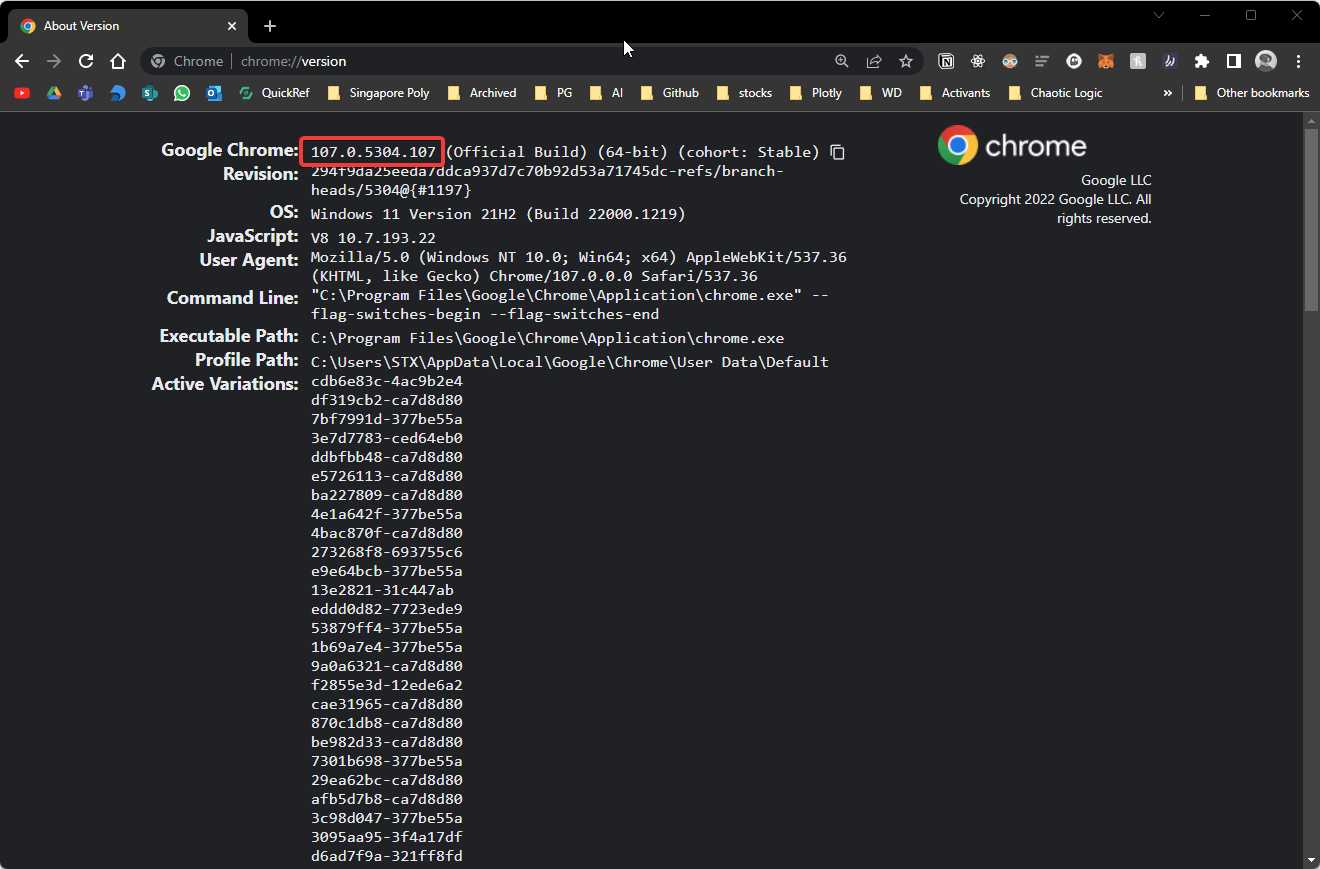 About Version
Chrome
chrome://version
QuickRef
Singapore Poly
Archived
PG
AI
Github
stocks
Plotly
WD
Activants
Chaotic Logic
»
Other bookmarks
chrome
Google LLC
Copyright 2022 Google LLC. All
rights reserved.
Google Chrome: 107.0.5304.107 (Official Build) (64-bit) (cohort: Stable)
Revision: 294f9da25eeda7ddca937d7c70b92d53a71745dc-refs/branch-
heads/5304@{#1197}
OS: Windows 11 Version 21H2 (Build 22000.1219)
JavaScript: V8 10.7.193.22
User Agent: Mozilla/5.0 (Windows NT 10.0; Win64; x64) AppleWebKit/537.36
(KHTML, like Gecko) Chrome/107.0.0.0 Safari/537.36
Command Line: "C:\Program Files\Google\Chrome\Application\chrome.exe" --
flag-switches-begin --flag-switches-end
Executable Path: C:\Program Files\Google\Chrome\Application\chrome.exe
Profile Path: C:\Users\STX\AppData\Local\Google\Chrome\User Data\Default
Active Variations: cdb6e83c-4ac9b2e4
df319cb2-ca7d8d80
7bf7991d-377be55a
3e7d7783-ced64eb0
ddbfbb48-ca7d8d80
e5726113-ca7d8d80
ba227809-ca7d8d80
4e1a642f-377be55a
4bac870f-ca7d8d80
273268f8-693755c6
e9e64bcb-377be55a
13e2821-31c447ab
eddd0d82-7723ede9
53879ff4-377be55a
1b69a7e4-377be55a
9a0a6321-ca7d8d80
f2855e3d-12ede6a2
cae31965-ca7d8d80
870c1db8-ca7d8d80
be982d33-ca7d8d80
7301b698-377be55a
29ea62bc-ca7d8d80
afb5d7b8-ca7d8d80
3c98d047-377be55a
3095aa95-3f4a17df
d6ad7f9a-321ff8fd